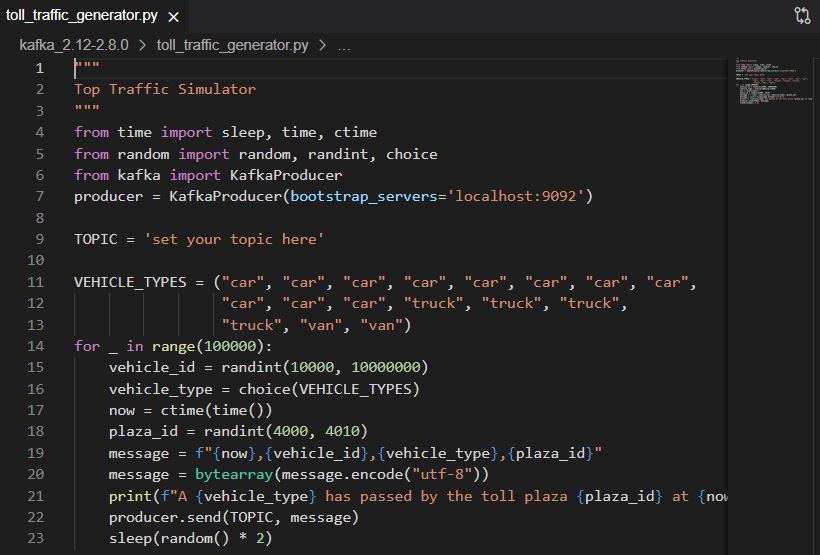 toll_traffic_generator.py ×
kafka_2.12-2.8.0 > toll_traffic_generator.py > ...
1 """
2 Top Traffic Simulator
3 """
4 from time import sleep, time, ctime
5 from random import random, randint, choice
6 from kafka import KafkaProducer
7 producer = KafkaProducer(bootstrap_servers='localhost:9092')
8
9 TOPIC = 'set your topic here'
10
11 VEHICLE_TYPES = ("car", "car", "car", "car", "car", "car", "car", "car",
12 "car", "car", "car", "truck", "truck", "truck",
13 "truck", "van", "van")
14 for _ in range(100000):
15 vehicle_id = randint(10000, 10000000)
16 vehicle_type = choice(VEHICLE_TYPES)
17 now = ctime(time())
18 plaza_id = randint(4000, 4010)
19 message = f"{now},{vehicle_id},{vehicle_type},{plaza_id}"
20 message = bytearray(message.encode("utf-8"))
21 print(f"A {vehicle_type} has passed by the toll plaza {plaza_id} at {now
22 producer.send(TOPIC, message)
23 sleep(random() * 2)